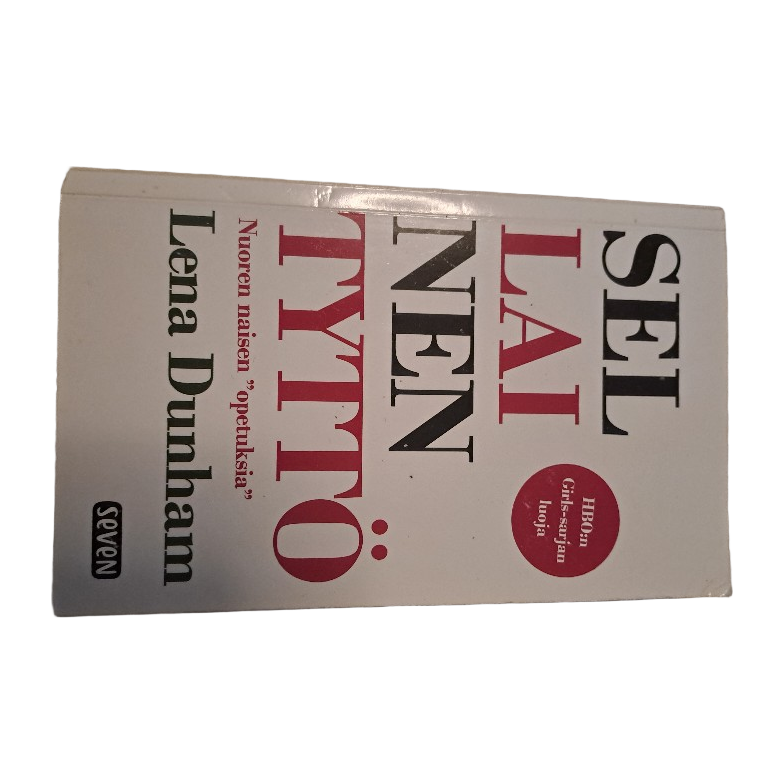 SEL
LAI
NEN
TYTTÖ
HBO:n
Girls-sarjan
luoja
Nuoren naisen ”opetuksia”
Lena Dunham
seven